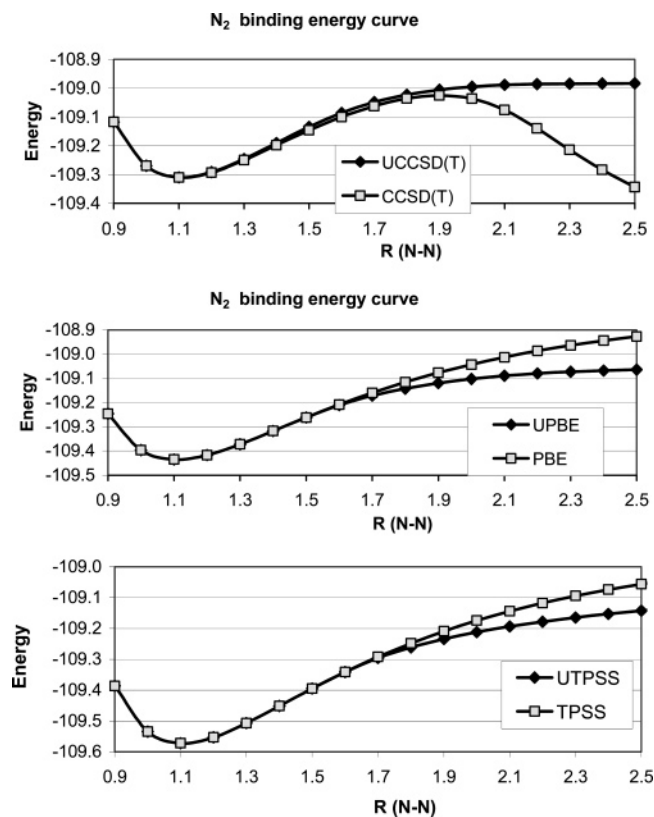 N₂ binding energy curve
-108.9
-109.0
-109.1
-109.2
-109.3
-109.4
Energy
UCCSD(T)
CCSD(T)
0.9 1.1 1.3 1.5 1.7 1.9 2.1 2.3 2.5
R (N-N)
N₂ binding energy curve
-108.9
-109.0
-109.1
-109.2
-109.3
-109.4
-109.5
Energy
UPBE
PBE
0.9 1.1 1.3 1.5 1.7 1.9 2.1 2.3 2.5
R (N-N)
-109.0
-109.1
-109.2
-109.3
-109.4
-109.5
-109.6
Energy
UTPSS
TPSS
0.9 1.1 1.3 1.5 1.7 1.9 2.1 2.3 2.5
R (N-N)